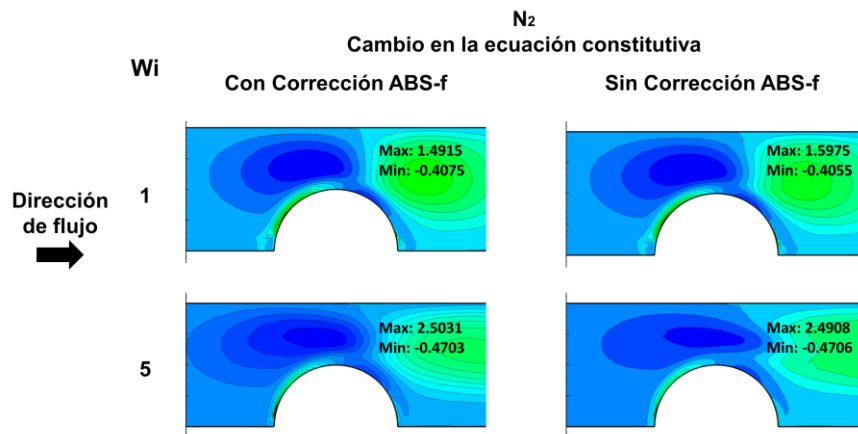 N₂
Cambio en la ecuación constitutiva
Wi
Con Corrección ABS-f
Sin Corrección ABS-f
Dirección
de flujo
1
Max: 1.4915
Min: -0.4075
Max: 1.5975
Min: -0.4055
5
Max: 2.5031
Min: -0.4703
Max: 2.4908
Min: -0.4706